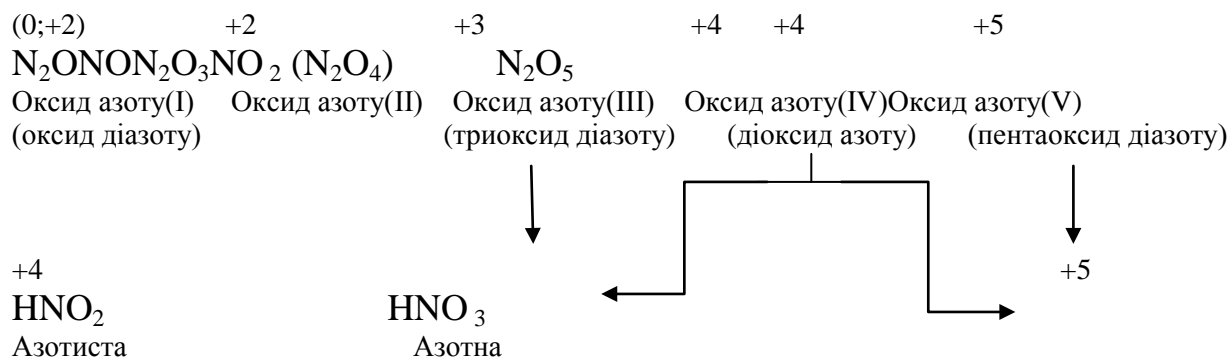 (0;+2) +2 +3 +4 +4 +5
N₂ONON₂O₃NO₂ (N₂O₄) N₂O₅
Оксид азоту(I) Оксид азоту(II) Оксид азоту(III) Оксид азоту(IV)Оксид азоту(V)
(оксид діазоту) (триоксид діазоту) (діоксид азоту) (пентаоксид діазоту)
+4 +5
HNO₂ HNO₃
Азотиста Азотна